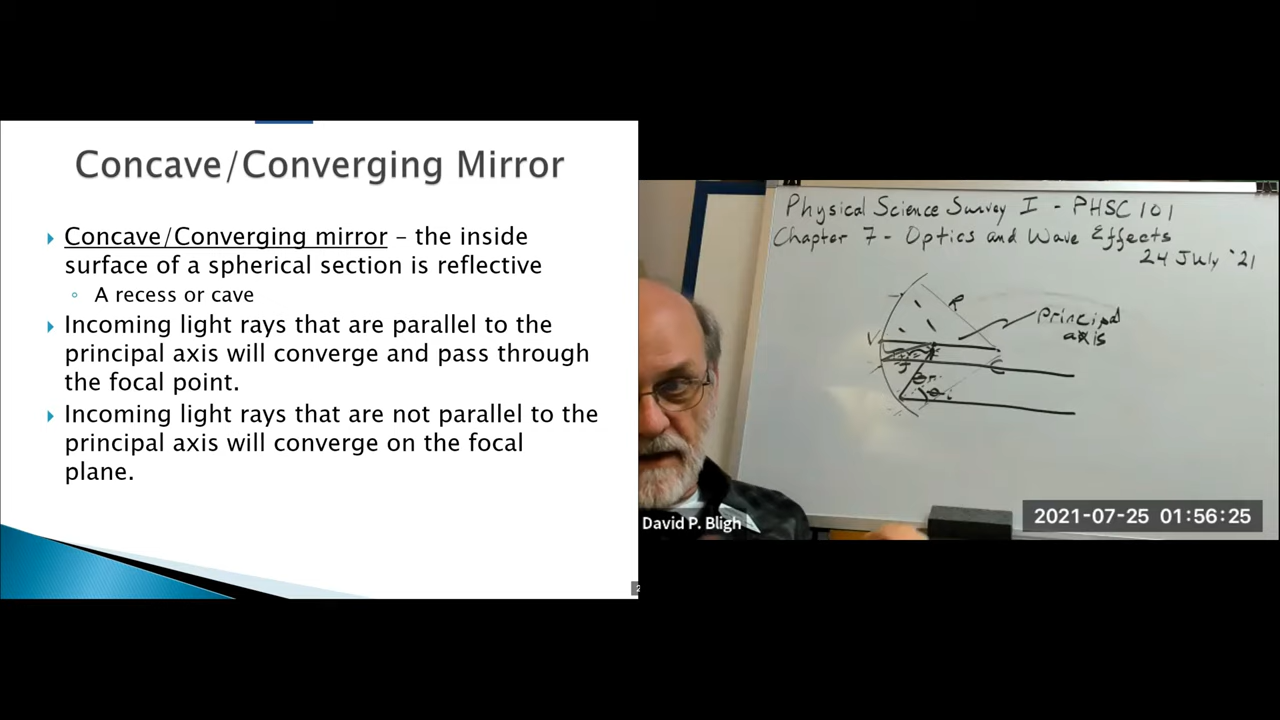 Concave/Converging Mirror
Concave/Converging mirror – the inside
surface of a spherical section is reflective
A recess or cave
Incoming light rays that are parallel to the
principal axis will converge and pass through
the focal point.
Incoming light rays that are not parallel to the
principal axis will converge on the focal
plane.
2
Physical Science Survey I - PHSC 101
Chapter 7 - Optics and Wave Effects
24 July '21
R
Principal
axis
V
C
f
θr
θi
David P. Bligh
2021-07-25 01:56:25